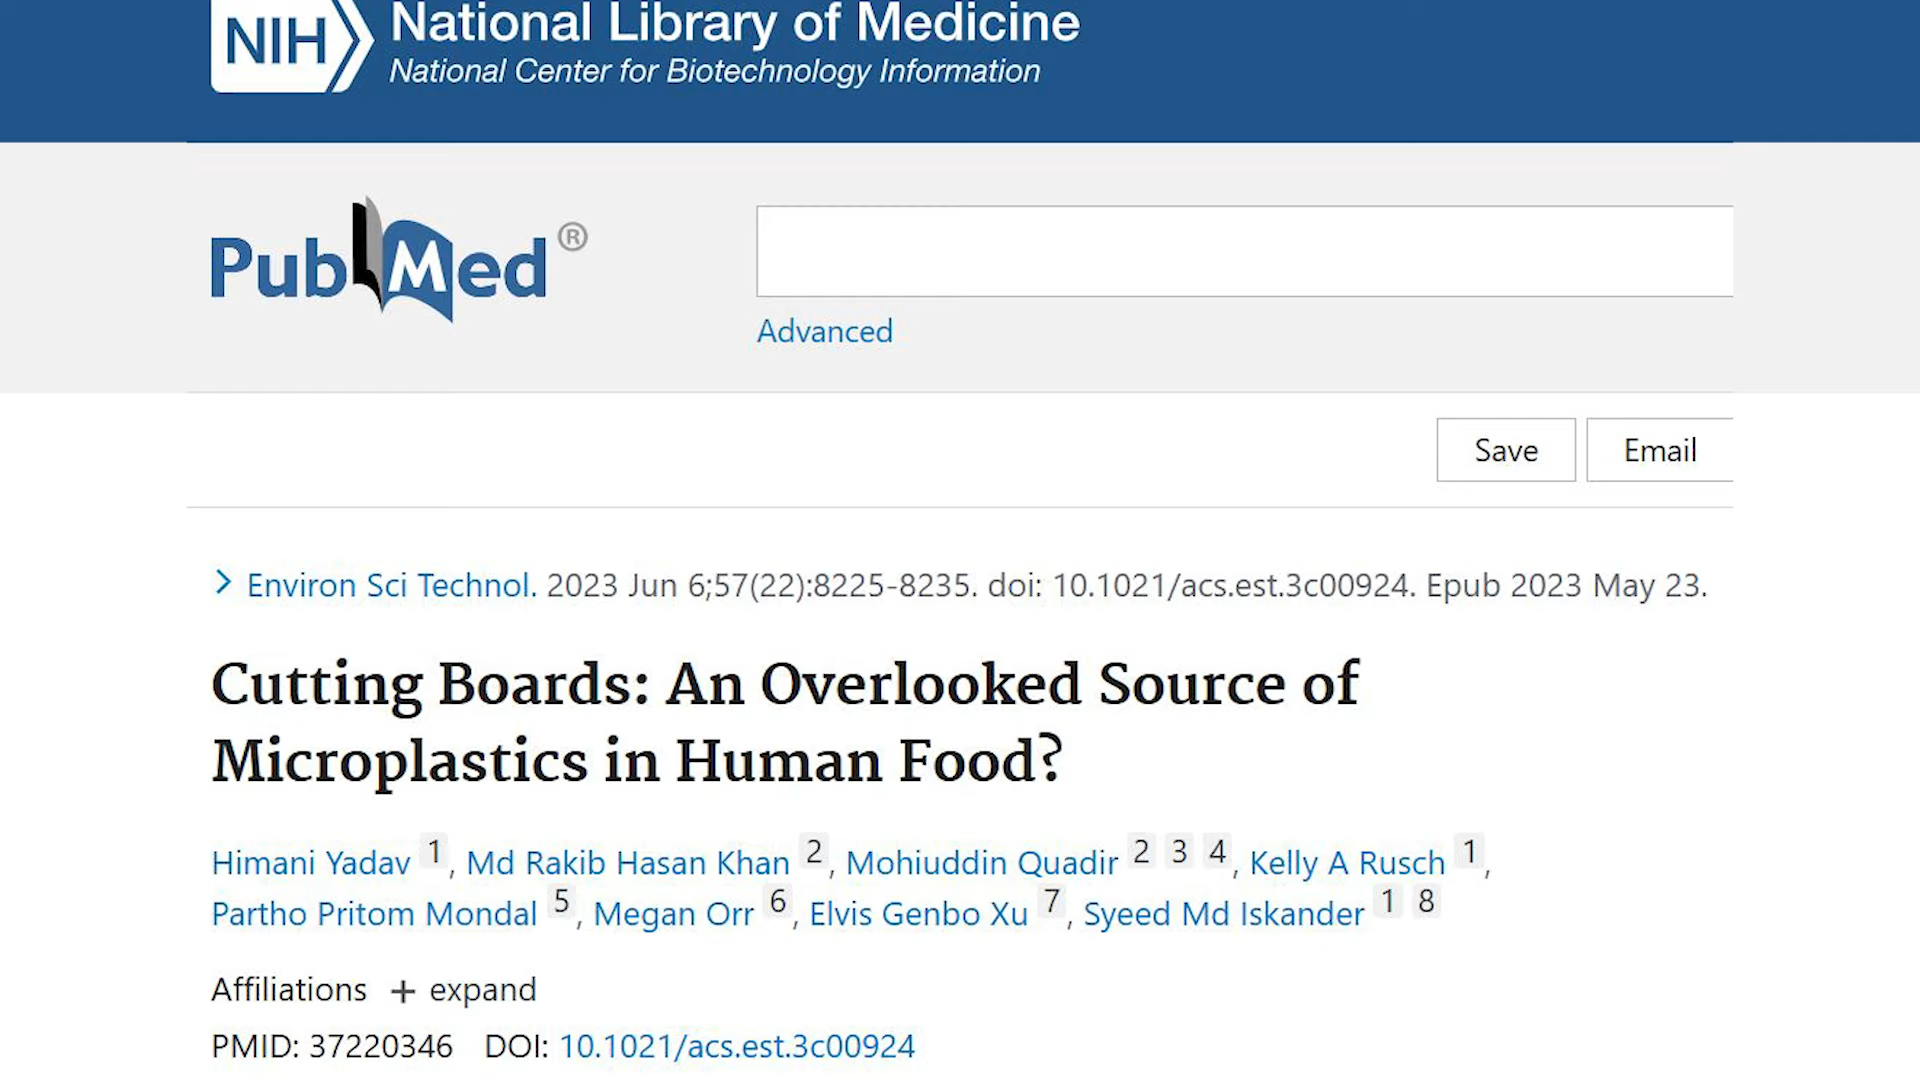 NIH National Library of Medicine
National Center for Biotechnology Information
PubMed®
Advanced
Save Email
Environ Sci Technol. 2023 Jun 6;57(22):8225-8235. doi: 10.1021/acs.est.3c00924. Epub 2023 May 23.
Cutting Boards: An Overlooked Source of
Microplastics in Human Food?
Himani Yadav 1, Md Rakib Hasan Khan 2, Mohiuddin Quadir 2 3 4, Kelly A Rusch 1,
Partho Pritom Mondal 5, Megan Orr 6, Elvis Genbo Xu 7, Syeed Md Iskander 1 8
Affiliations + expand
PMID: 37220346 DOI: 10.1021/acs.est.3c00924